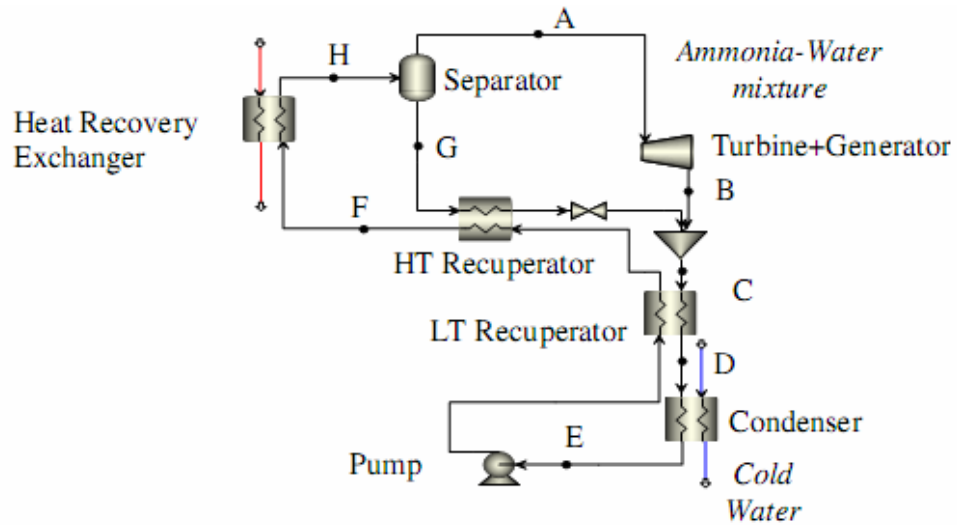 A
H
Ammonia-Water
mixture
Separator
Heat Recovery
Exchanger
G
Turbine+Generator
B
F
HT Recuperator
C
LT Recuperator
D
Condenser
E
Pump
Cold
Water